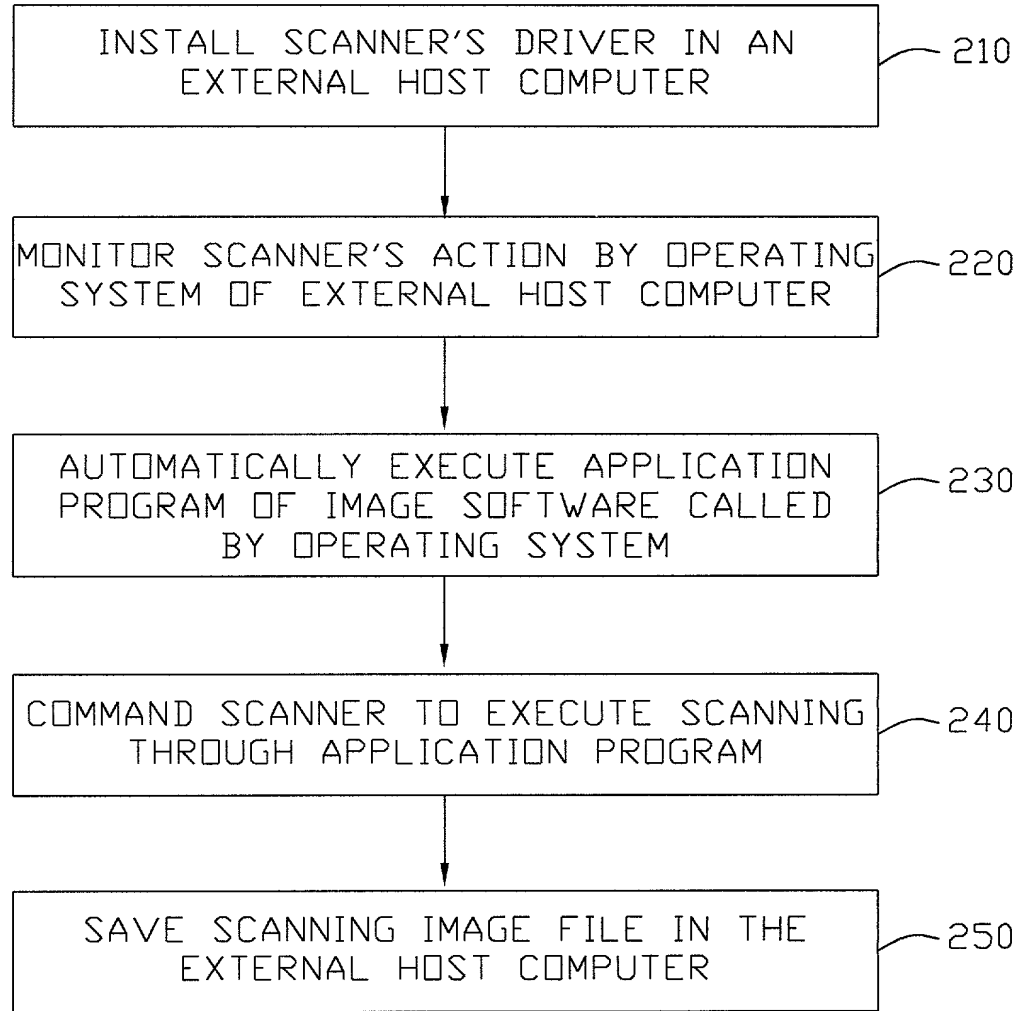 INSTALL SCANNER'S DRIVER IN AN
EXTERNAL HOST COMPUTER
210
MONITOR SCANNER'S ACTION BY OPERATING
SYSTEM OF EXTERNAL HOST COMPUTER
220
AUTOMATICALLY EXECUTE APPLICATION
PROGRAM OF IMAGE SOFTWARE CALLED
BY OPERATING SYSTEM
230
COMMAND SCANNER TO EXECUTE SCANNING
THROUGH APPLICATION PROGRAM
240
SAVE SCANNING IMAGE FILE IN THE
EXTERNAL HOST COMPUTER
250